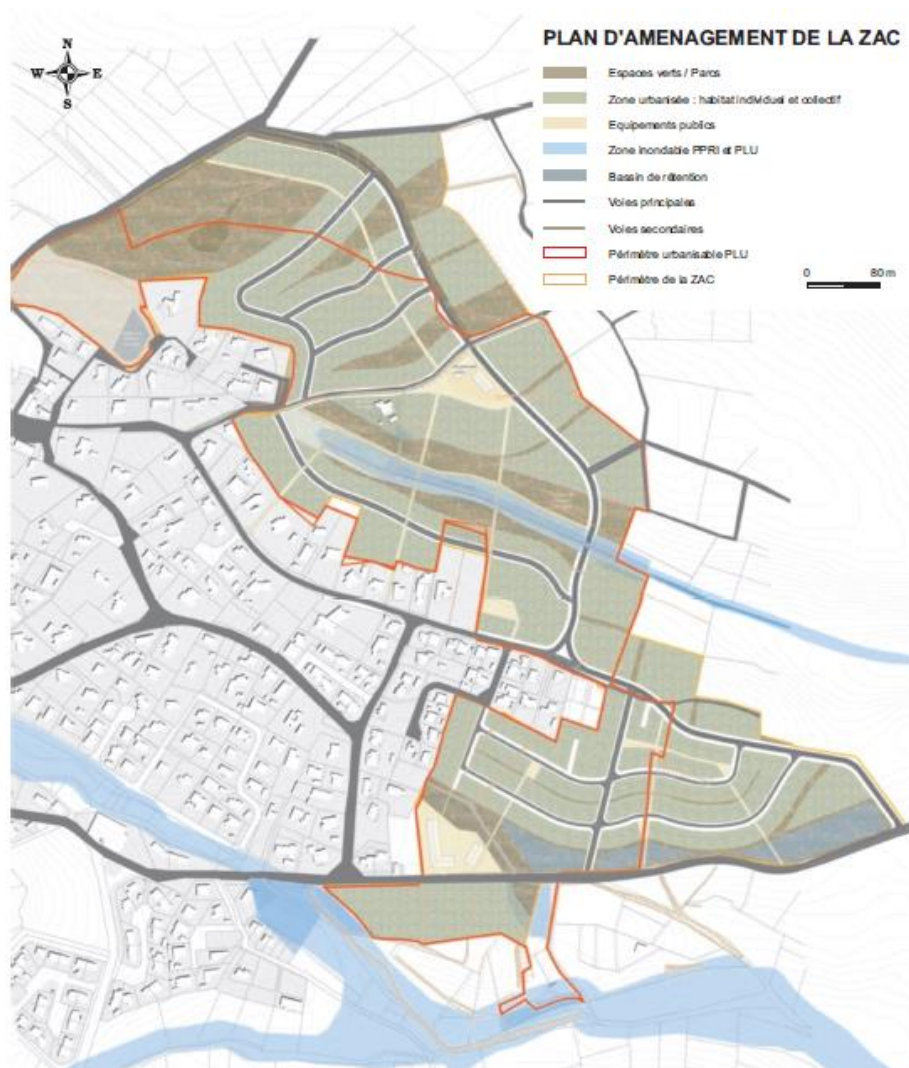 PLAN D'AMENAGEMENT DE LA ZAC
N
W E
S
Espaces verts / Parcs
Zone urbanisée : habitat individuel et collectif
Equipements publics
Zone inondable PPRI et PLU
Bassin de rétention
Voies principales
Voies secondaires
Périmètre urbanisable PLU
Périmètre de la ZAC
0 80 m